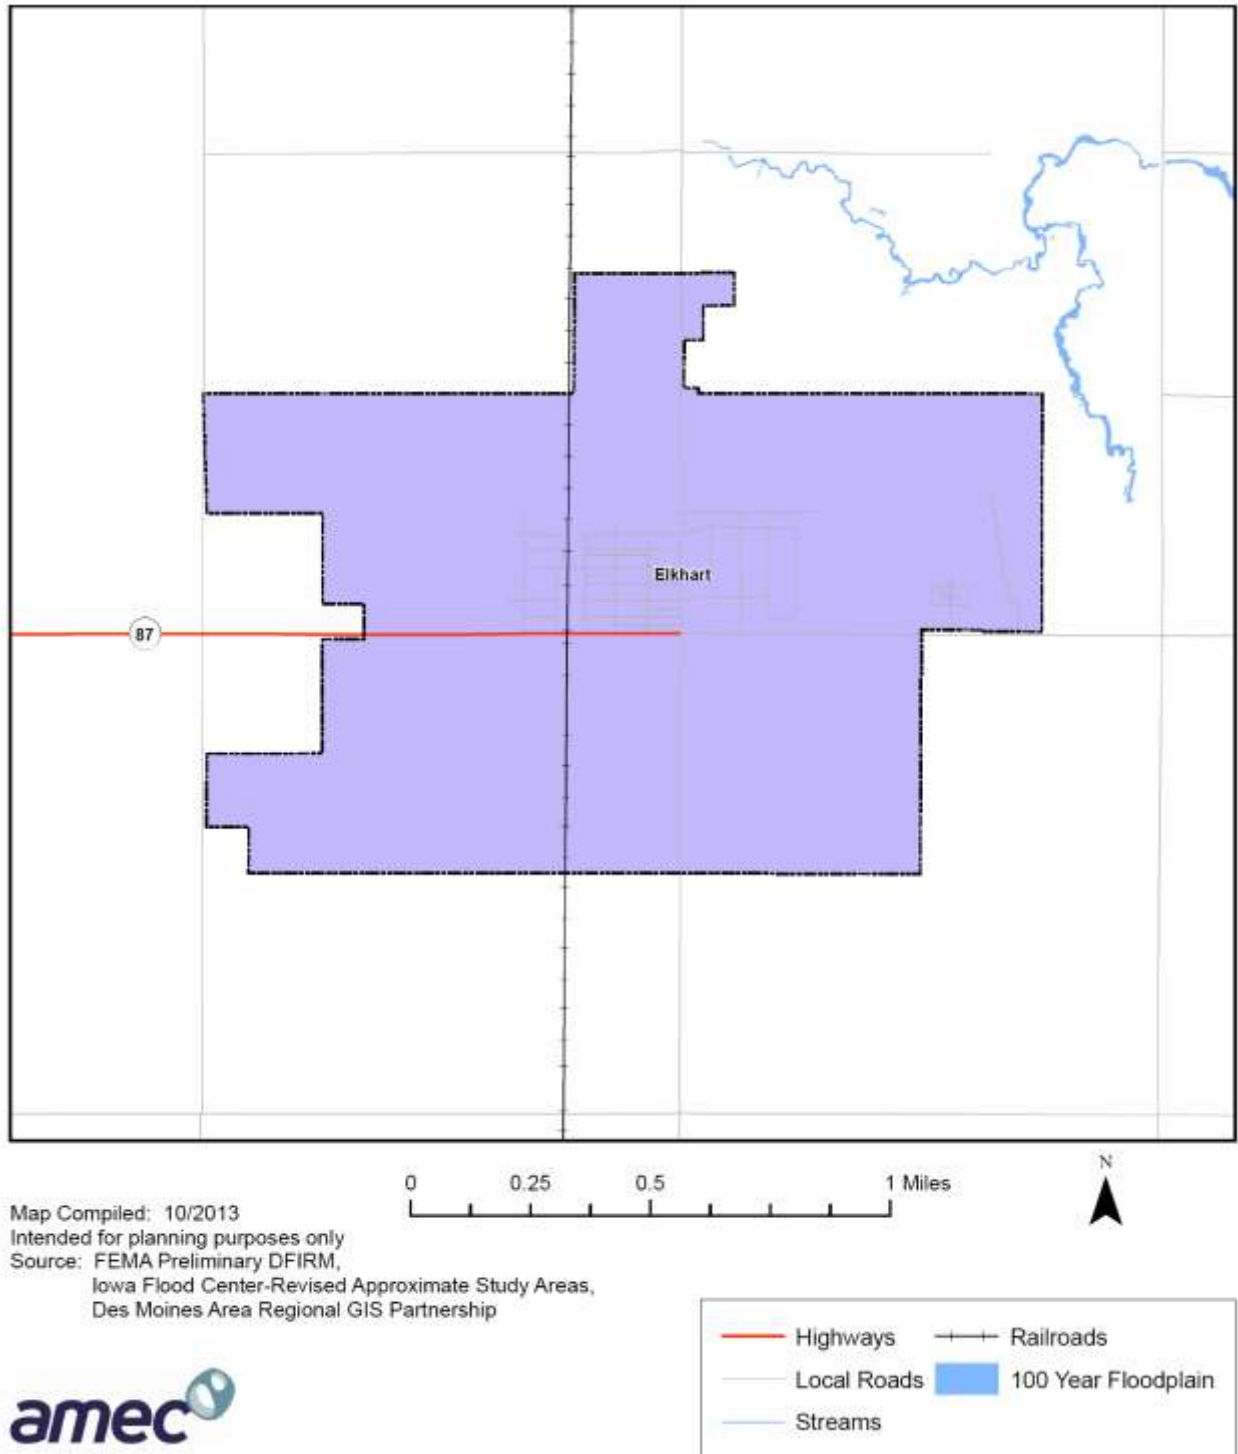 Elkhart
87
0 0.25 0.5 1 Miles
N
Map Compiled: 10/2013
Intended for planning purposes only
Source: FEMA Preliminary DFIRM,
Iowa Flood Center-Revised Approximate Study Areas,
Des Moines Area Regional GIS Partnership
Highways Railroads
Local Roads 100 Year Floodplain
Streams
amec